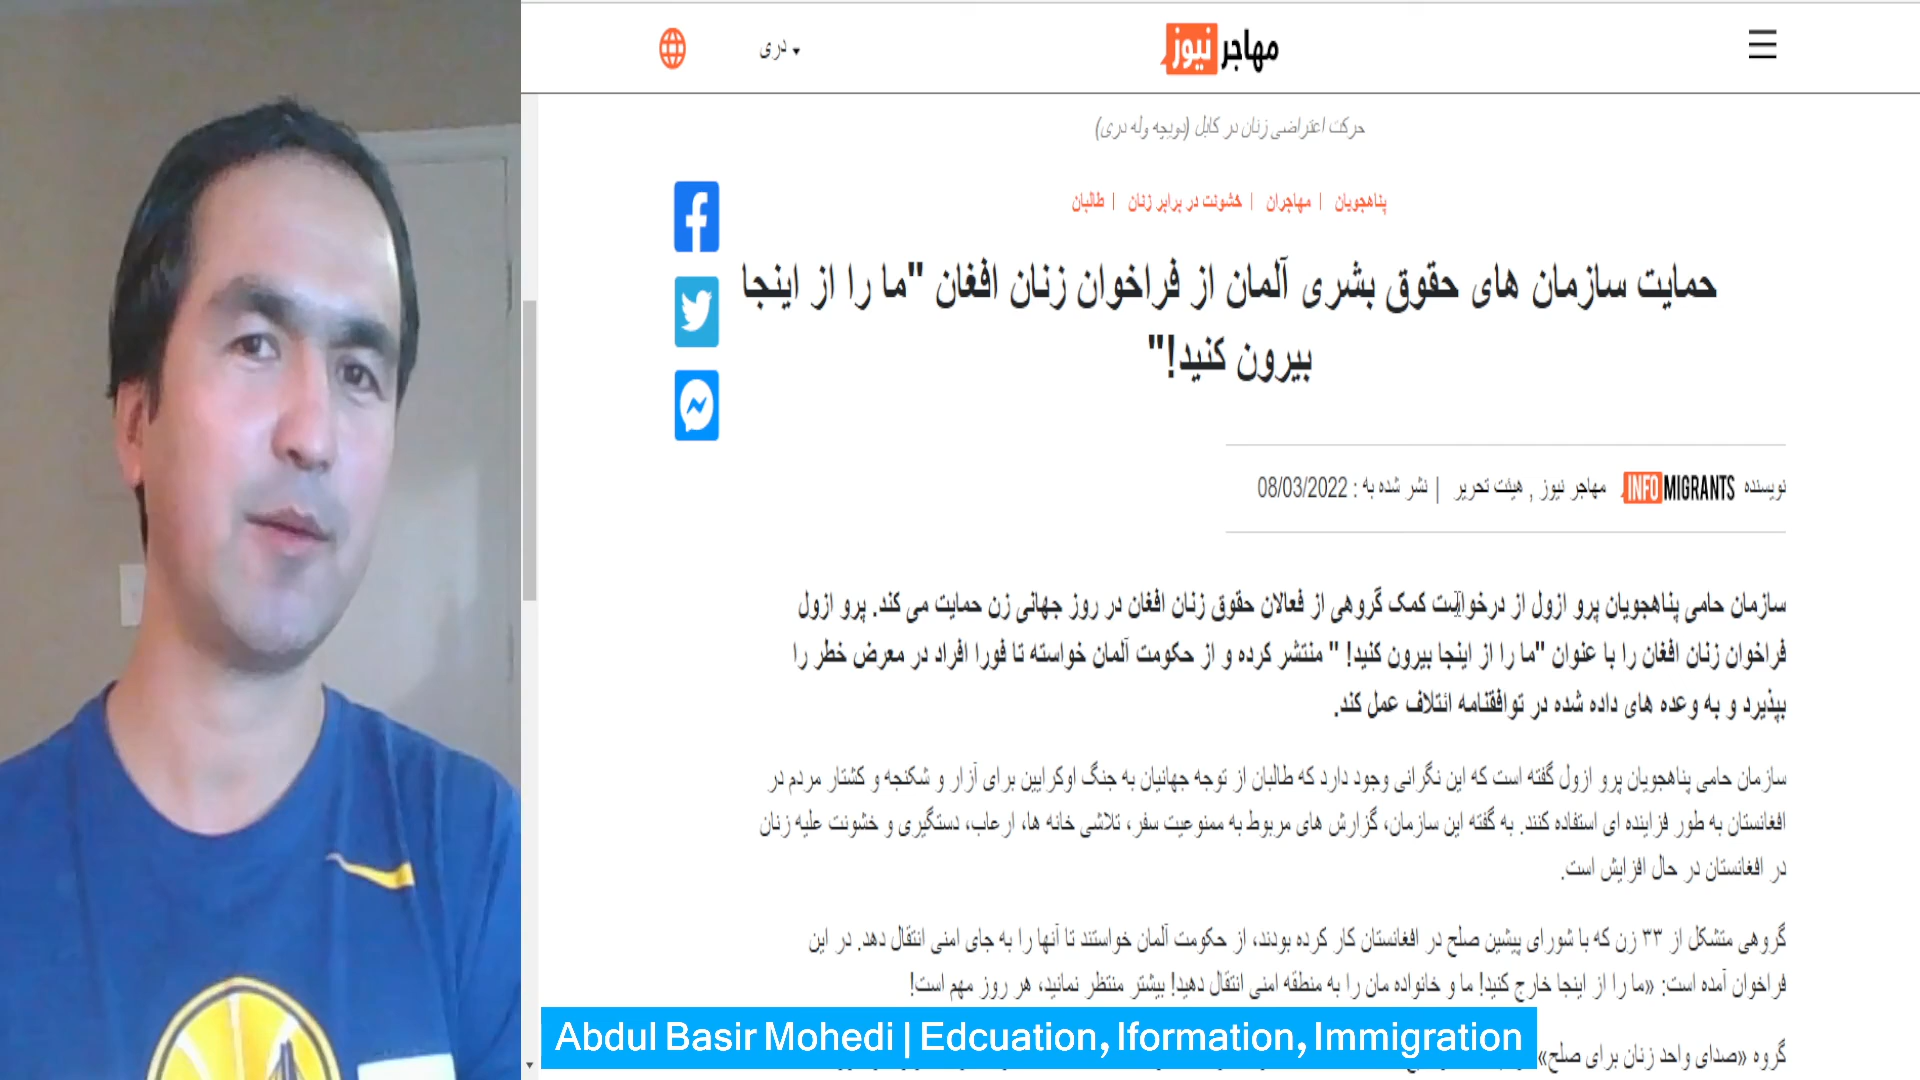 مهاجر نیوز
دری
حرکت اعتراضی زنان در کابل (دویچه وله دری)
پناهجویان | مهاجران | خشونت در برابر زنان | طالبان
حمایت سازمان های حقوق بشری آلمان از فراخوان زنان افغان "ما را از اینجا
بیرون کنید!"
نویسنده INFOMIGRANTS مهاجر نیوز , هیئت تحریر | نشر شده به : 08/03/2022
سازمان حامی پناهجویان پرو ازول از درخواست کمک گروهی از فعالان حقوق زنان افغان در روز جهانی زن حمایت می کند. پرو ازول
فراخوان زنان افغان را با عنوان "ما را از اینجا بیرون کنید! " منتشر کرده و از حکومت آلمان خواسته تا فورا افراد در معرض خطر را
بپذیرد و به وعده های داده شده در توافقنامه ائتلاف عمل کند.
سازمان حامی پناهجویان پرو ازول گفته است که این نگرانی وجود دارد که طالبان از توجه جهانیان به جنگ اوکرایین برای آزار و شکنجه و کشتار مردم در
افغانستان به طور فزاینده ای استفاده کنند. به گفته این سازمان، گزارش های مربوط به ممنوعیت سفر، تلاشی خانه ها، ارعاب، دستگیری و خشونت علیه زنان
در افغانستان در حال افزایش است.
گروهی متشکل از ۳۳ زن که با شورای پیشین صلح در افغانستان کار کرده بودند، از حکومت آلمان خواستند تا آنها را به جای امنی انتقال دهد. در این
فراخوان آمده است: «ما را از اینجا خارج کنید! ما و خانواده مان را به منطقه امنی انتقال دهید! بیشتر منتظر نمانید، هر روز مهم است!
گروه «صدای واحد زنان برای صلح»
Abdul Basir Mohedi | Edcuation, Iformation, Immigration